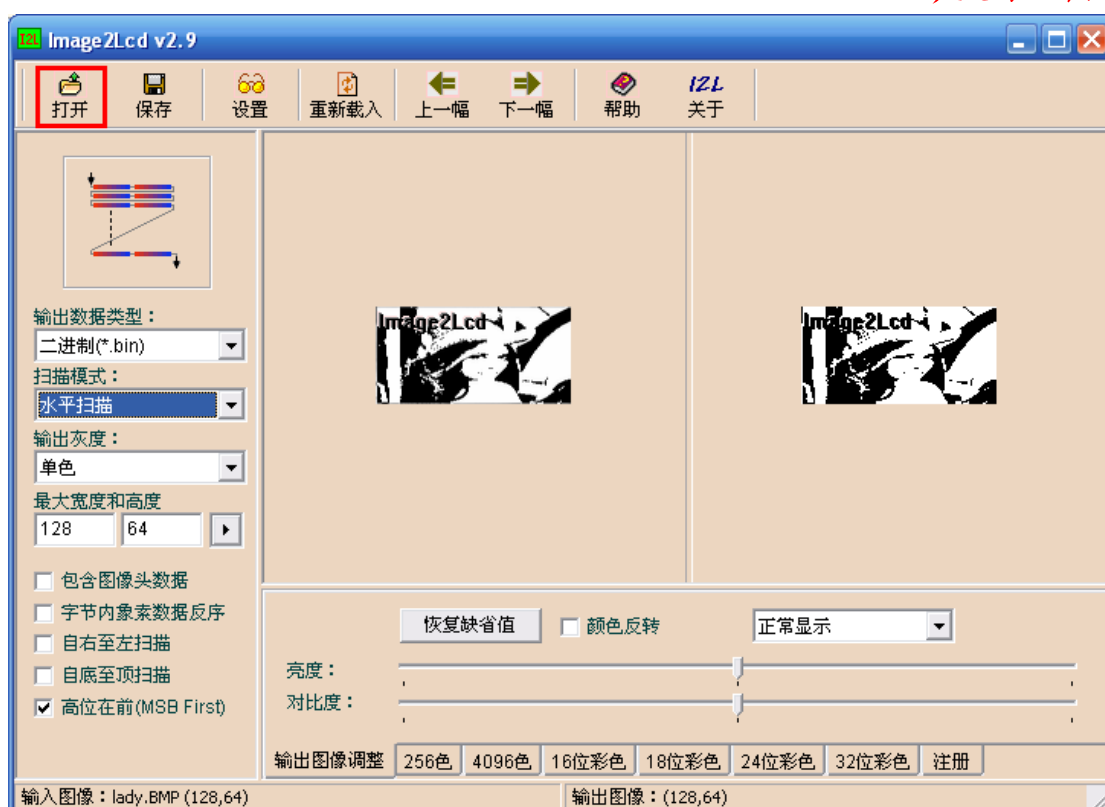 I2L Image2Lcd v2.9
打开 保存 设置 重新载入 上一幅 下一幅 帮助 I2L 关于
输出数据类型：
二进制(*.bin)
扫描模式：
水平扫描
输出灰度：
单色
最大宽度和高度
128 64
包含图像头数据
字节内象素数据反序
自右至左扫描
自底至顶扫描
高位在前(MSB First)
Image2Lcd
Image2Lcd
恢复缺省值 颜色反转 正常显示
亮度：
对比度：
输出图像调整 256色 4096色 16位彩色 18位彩色 24位彩色 32位彩色 注册
输入图像：lady.BMP (128,64) 输出图像：(128,64)